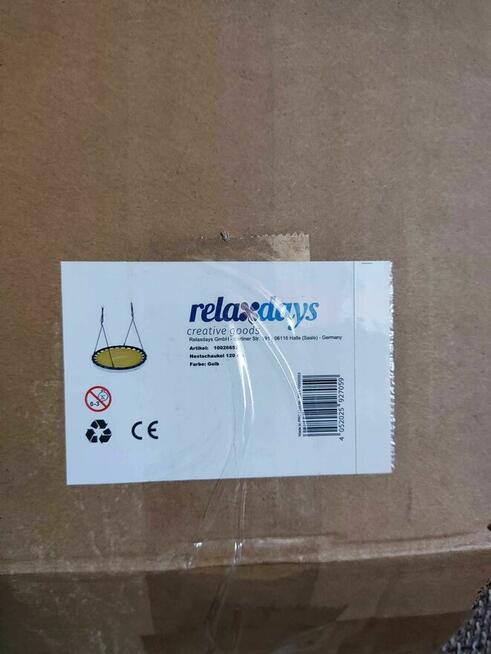 relaxdays
creative goods
Relaxdays GmbH - Str. 06116 Halle (Saale) - Germany
Artikel:
Nestschaukel 120
Farbe: Gelb
0-3
CE
4 052025 927059